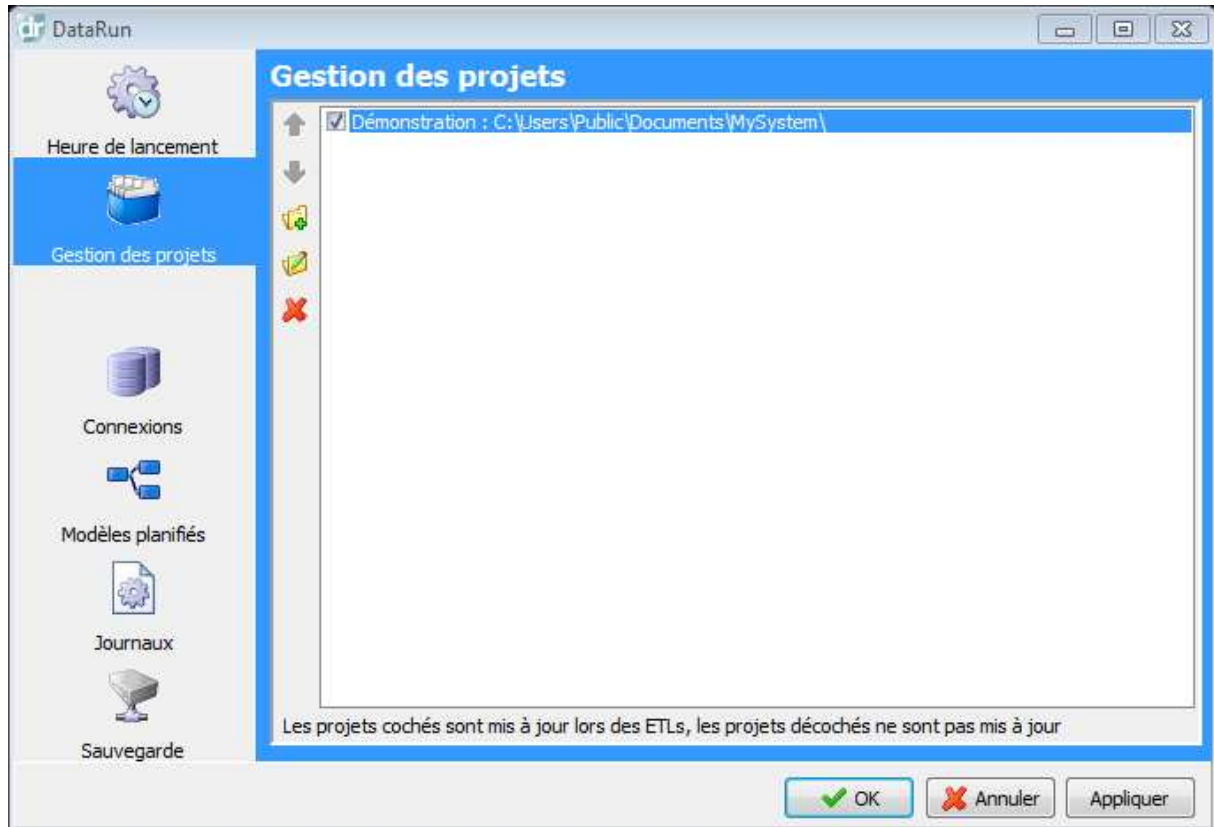 dr DataRun
Gestion des projets
Heure de lancement
Démonstration : C:\Users\Public\Documents\MySystem\
Gestion des projets
Connexions
Modèles planifiés
Journaux
Sauvegarde
Les projets cochés sont mis à jour lors des ETLs, les projets décochés ne sont pas mis à jour
OK
Annuler
Appliquer